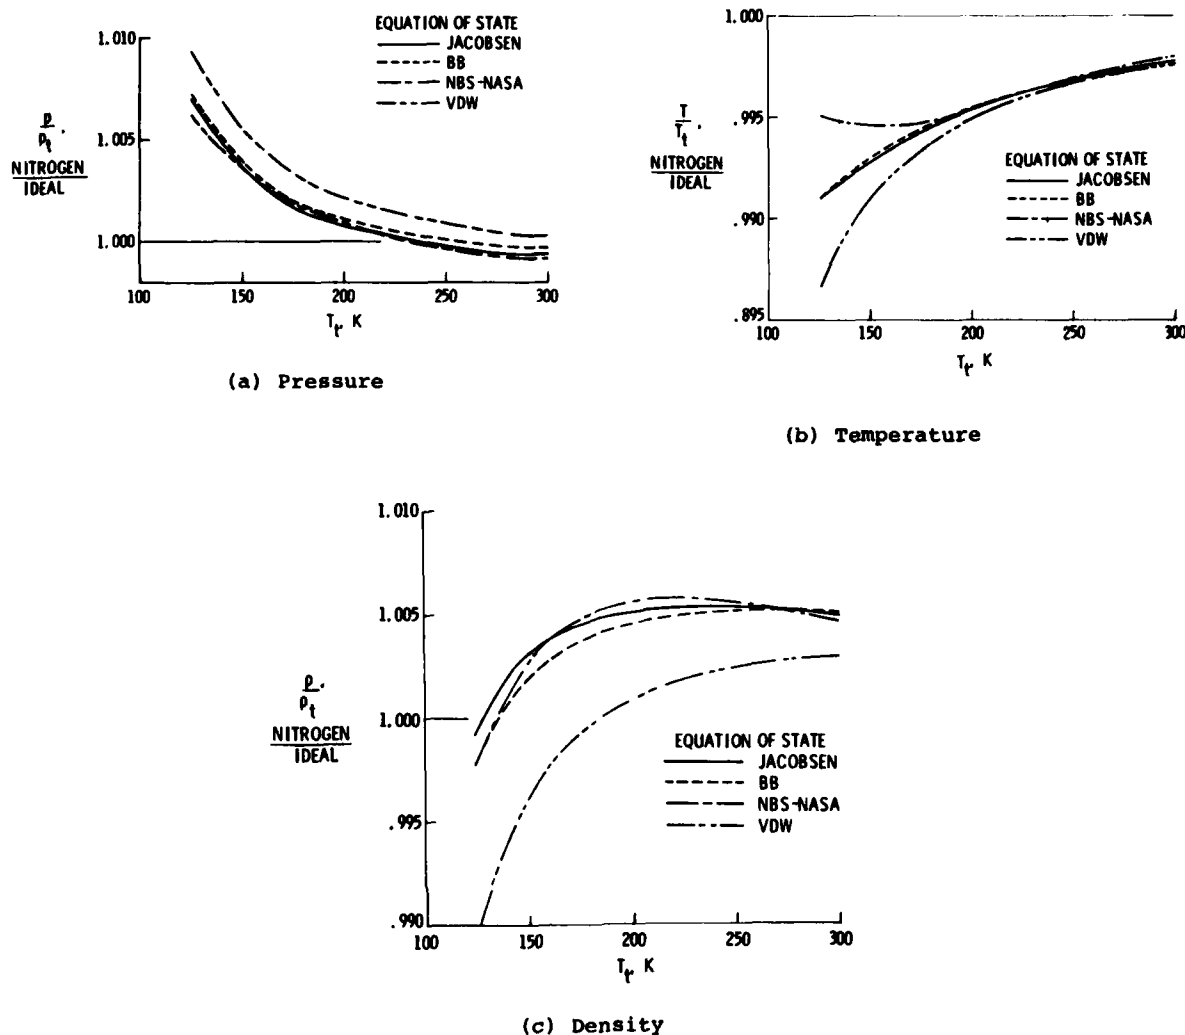 EQUATION OF STATE
JACOBSEN
BB
NBS-NASA
VDW
1.010
1.005
1.000
p
p_t,
NITROGEN
IDEAL
100 150 200 250 300
T_t, K
(a) Pressure
1.000
.995
.990
.895
T
T_t,
NITROGEN
IDEAL
EQUATION OF STATE
JACOBSEN
BB
NBS-NASA
VDW
100 150 200 250 300
T_t, K
(b) Temperature
1.010
1.005
1.000
.995
.990
ρ
ρ_t,
NITROGEN
IDEAL
EQUATION OF STATE
JACOBSEN
BB
NBS-NASA
VDW
100 150 200 250 300
T_t, K
(c) Density